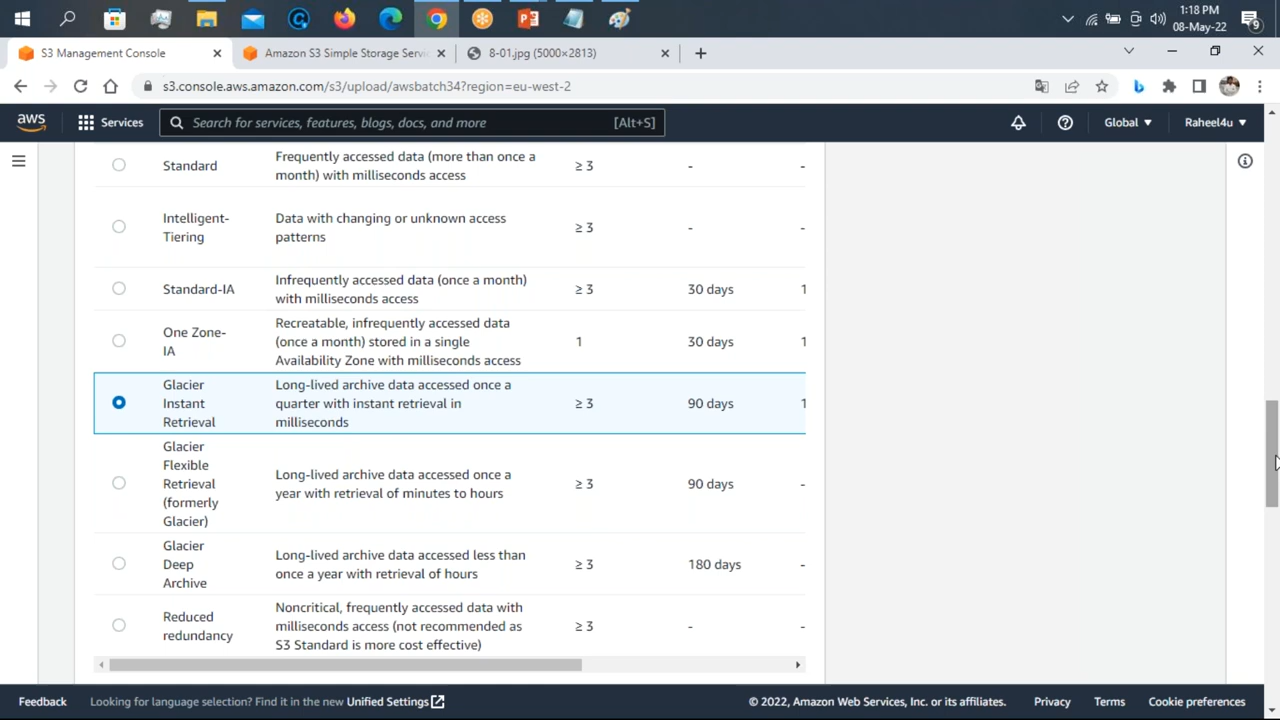 1:18 PM
08-May-22
9
S3 Management Console
Amazon S3 Simple Storage Servic
8-01.jpg (5000×2813)
s3.console.aws.amazon.com/s3/upload/awsbatch34?region=eu-west-2
aws
Services
Search for services, features, blogs, docs, and more
[Alt+S]
Global
Raheel4u
Standard
Frequently accessed data (more than once a
month) with milliseconds access
≥ 3
-
-
Intelligent-
Tiering
Data with changing or unknown access
patterns
≥ 3
-
-
Standard-IA
Infrequently accessed data (once a month)
with milliseconds access
≥ 3
30 days
1
One Zone-
IA
Recreatable, infrequently accessed data
(once a month) stored in a single
Availability Zone with milliseconds access
1
30 days
1
Glacier
Instant
Retrieval
Long-lived archive data accessed once a
quarter with instant retrieval in
milliseconds
≥ 3
90 days
1
Glacier
Flexible
Retrieval
(formerly
Glacier)
Long-lived archive data accessed once a
year with retrieval of minutes to hours
≥ 3
90 days
-
Glacier
Deep
Archive
Long-lived archive data accessed less than
once a year with retrieval of hours
≥ 3
180 days
-
Reduced
redundancy
Noncritical, frequently accessed data with
milliseconds access (not recommended as
S3 Standard is more cost effective)
≥ 3
-
-
Feedback
Looking for language selection? Find it in the new Unified Settings
© 2022, Amazon Web Services, Inc. or its affiliates.
Privacy
Terms
Cookie preferences